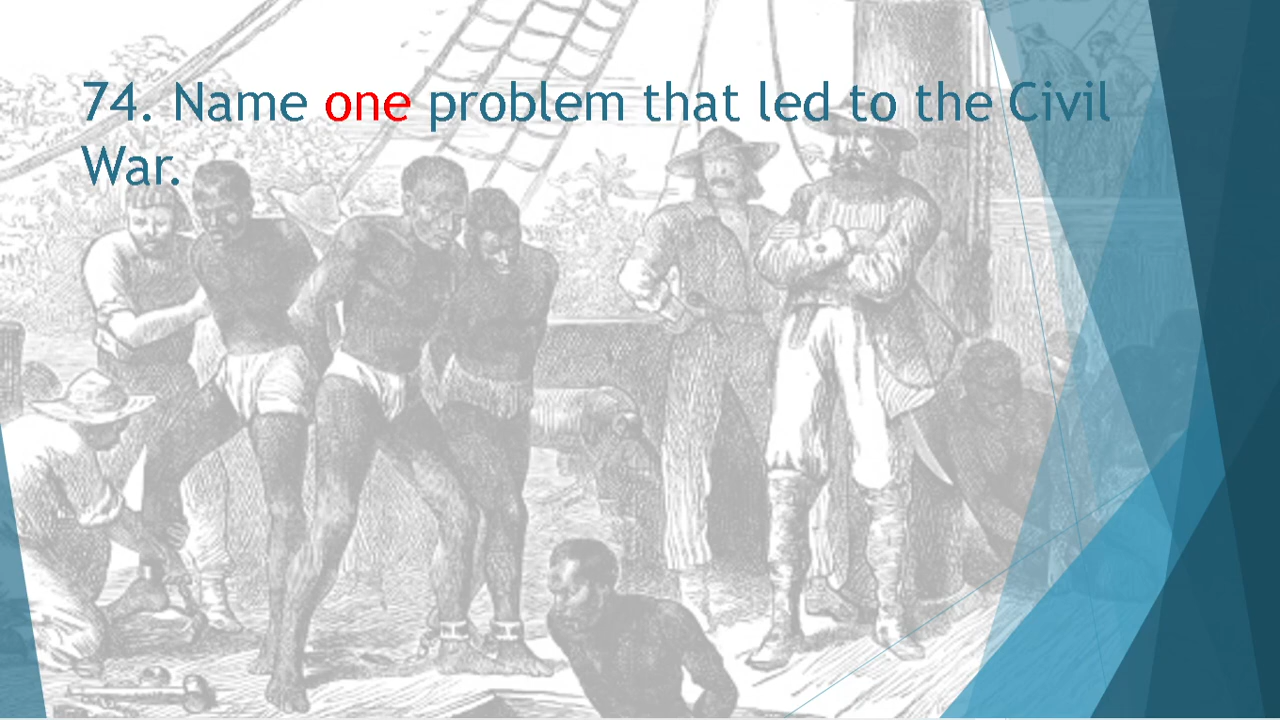 74. Name one problem that led to the Civil
War.